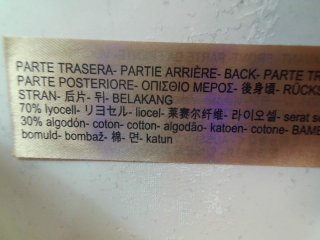 PARTE TRASERA- PARTIE ARRIÈRE- BACK- PARTE
PARTE POSTERIORE- ΟΠΙΣΘΙΟ ΜΕΡΟΣ- 後身頃- RÜCKS
STRAN- 后片- 뒤- BELAKANG
70% lyocell- リヨセル- liocel- 莱赛尔纤维- 라이오셀- serat
30% algodón- coton- cotton- algodão- katoen- cotone- BAMB
bomuld- bombaž- 棉- 면- katun